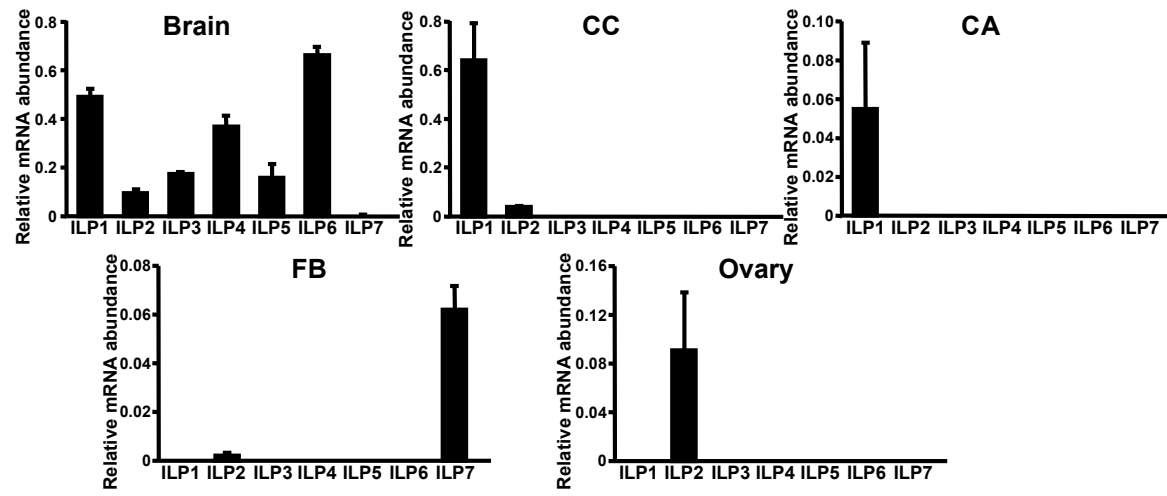 Brain
Relative mRNA abundance
0.8
0.6
0.4
0.2
0
ILP1 ILP2 ILP3 ILP4 ILP5 ILP6 ILP7
CC
Relative mRNA abundance
0.8
0.6
0.4
0.2
0
ILP1 ILP2 ILP3 ILP4 ILP5 ILP6 ILP7
CA
Relative mRNA abundance
0.10
0.08
0.06
0.04
0.02
0
ILP1 ILP2 ILP3 ILP4 ILP5 ILP6 ILP7
FB
Relative mRNA abundance
0.08
0.06
0.04
0.02
0
ILP1 ILP2 ILP3 ILP4 ILP5 ILP6 ILP7
Ovary
Relative mRNA abundance
0.16
0.12
0.08
0.04
0
ILP1 ILP2 ILP3 ILP4 ILP5 ILP6 ILP7